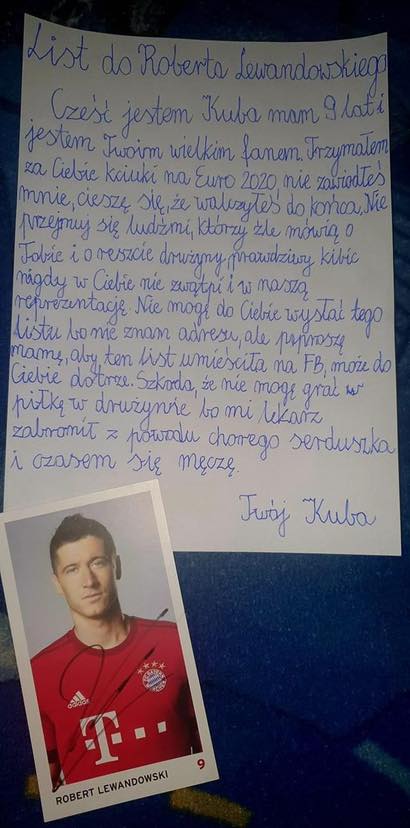 List do Roberta Lewandowskiego
Cześć jestem Kuba mam 9 lat i
jestem Twoim wielkim fanem. Trzymałem
za Ciebie kciuki na Euro 2020, nie zawiodłeś
mnie, cieszę się, że walczyłeś do końca. Nie
przejmuj się ludźmi, którzy źle mówią o
Tobie i o reszcie drużyny, prawdziwy kibic
nigdy w Ciebie nie zwątpi i w naszą
reprezentację. Nie mogę do Ciebie wysłać tego
listu bo nie znam adresu, ale poproszę
mamę, aby ten list umieściła na FB, może do
Ciebie dotrze. Szkoda, że nie mogę grać w
piłkę w drużynie bo mi lekarz
zabronił z powodu chorego serduszka
i czasem się męczę.
Twój Kuba
adidas
T
ROBERT LEWANDOWSKI
9